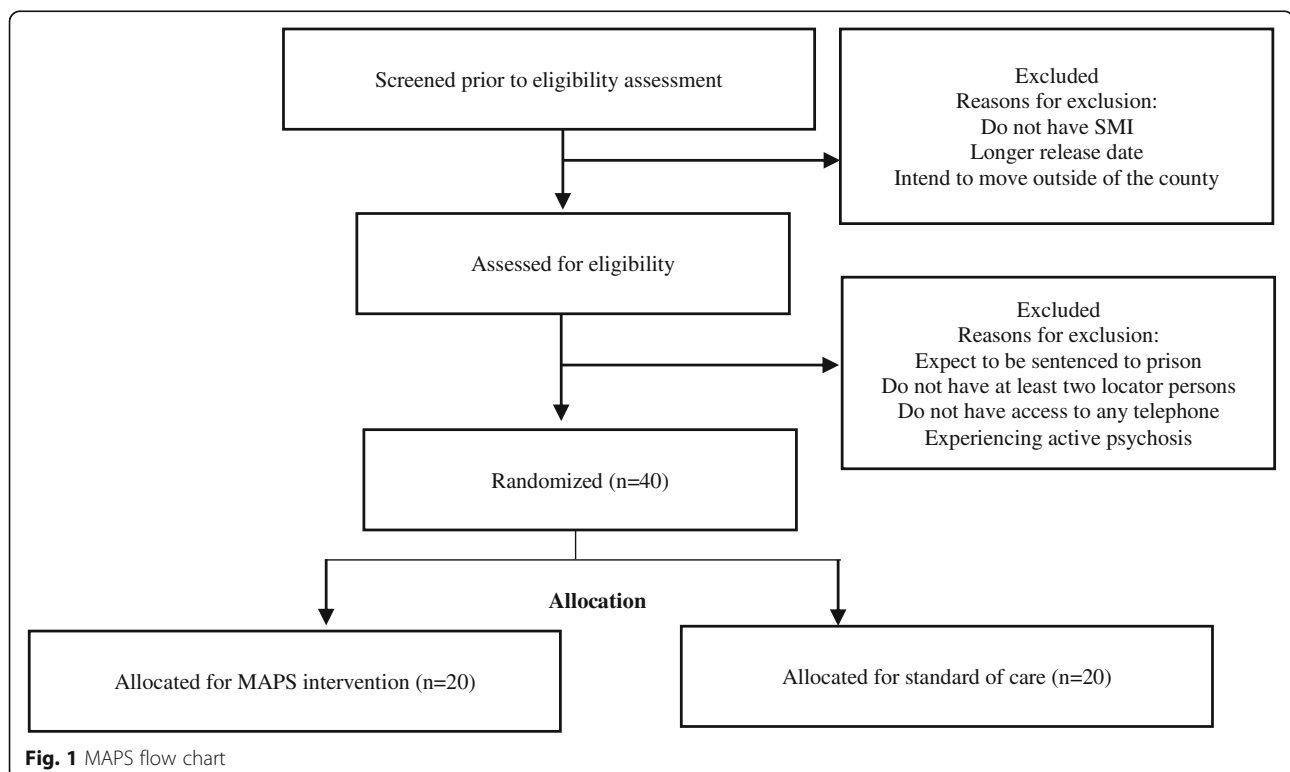 Screened prior to eligibility assessment
Excluded
Reasons for exclusion:
Do not have SMI
Longer release date
Intend to move outside of the county
Assessed for eligibility
Excluded
Reasons for exclusion:
Expect to be sentenced to prison
Do not have at least two locator persons
Do not have access to any telephone
Experiencing active psychosis
Randomized (n=40)
Allocation
Allocated for MAPS intervention (n=20)
Allocated for standard of care (n=20)
Fig. 1 MAPS flow chart